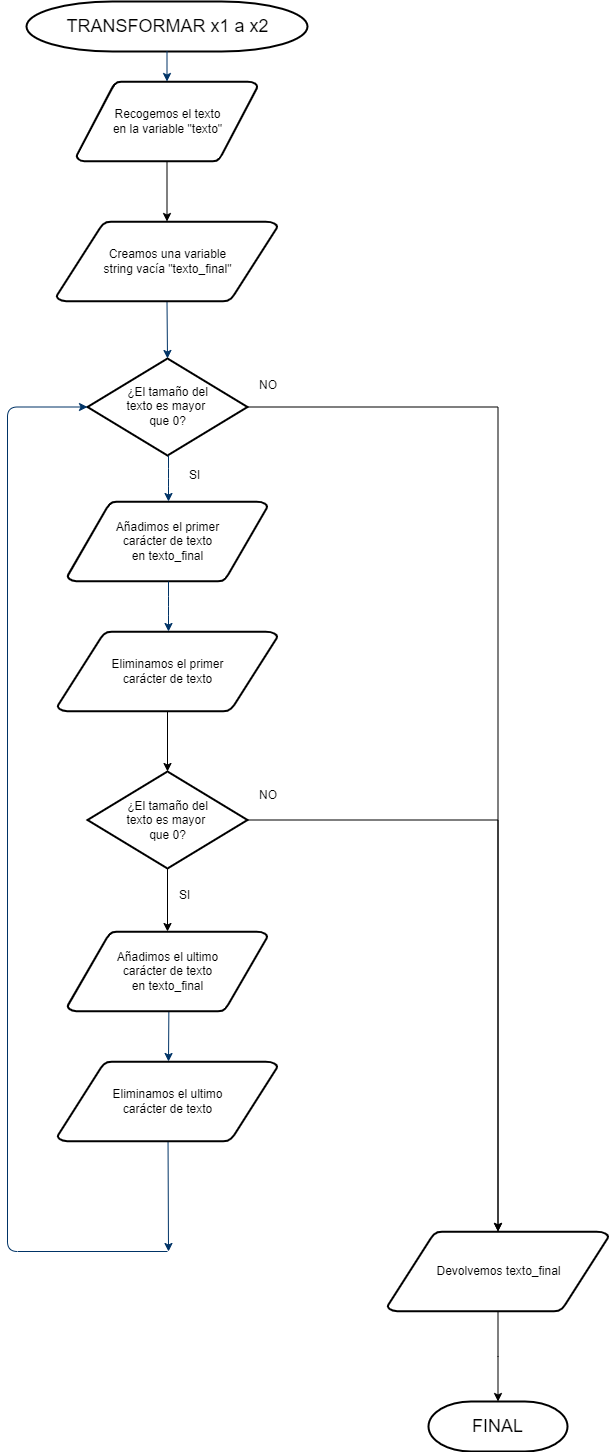 TRANSFORMAR x1 a x2
Recogemos el texto
en la variable "texto"
Creamos una variable
string vacía "texto_final"
¿El tamaño del
texto es mayor
que 0?
NO
SI
Añadimos el primer
carácter de texto
en texto_final
Eliminamos el primer
carácter de texto
¿El tamaño del
texto es mayor
que 0?
NO
SI
Añadimos el ultimo
carácter de texto
en texto_final
Eliminamos el ultimo
carácter de texto
Devolvemos texto_final
FINAL